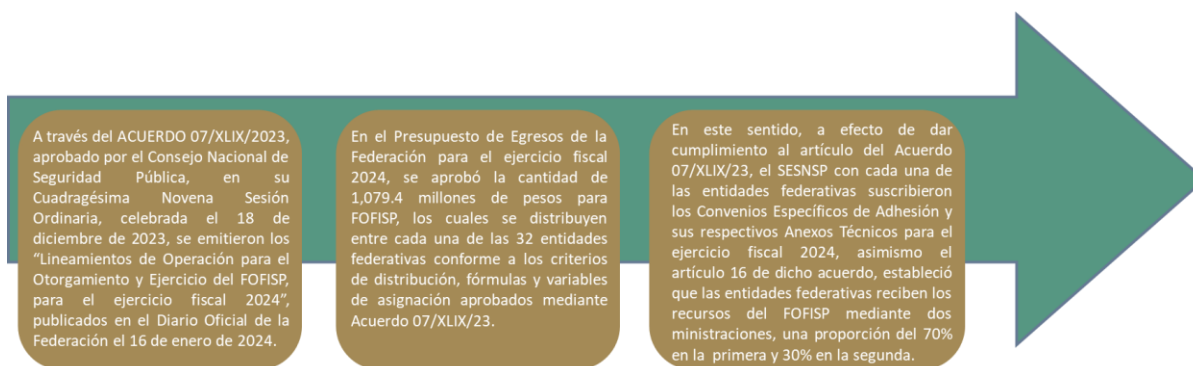 A través del ACUERDO 07/XLIX/2023,
aprobado por el Consejo Nacional de
Seguridad Pública, en su
Cuadragésima Novena Sesión
Ordinaria, celebrada el 18 de
diciembre de 2023, se emitieron los
“Lineamientos de Operación para el
Otorgamiento y Ejercicio del FOFISP,
para el ejercicio fiscal 2024”,
publicados en el Diario Oficial de la
Federación el 16 de enero de 2024.
En el Presupuesto de Egresos de la
Federación para el ejercicio fiscal
2024, se aprobó la cantidad de
1,079.4 millones de pesos para
FOFISP, los cuales se distribuyen
entre cada una de las 32 entidades
federativas conforme a los criterios
de distribución, fórmulas y variables
de asignación aprobados mediante
Acuerdo 07/XLIX/23.
En este sentido, a efecto de dar
cumplimiento al artículo del Acuerdo
07/XLIX/23, el SESNSP con cada una de
las entidades federativas suscribieron
los Convenios Específicos de Adhesión y
sus respectivos Anexos Técnicos para el
ejercicio fiscal 2024, asimismo el
artículo 16 de dicho acuerdo, estableció
que las entidades federativas reciben los
recursos del FOFISP mediante dos
ministraciones, una proporción del 70%
en la primera y 30% en la segunda.